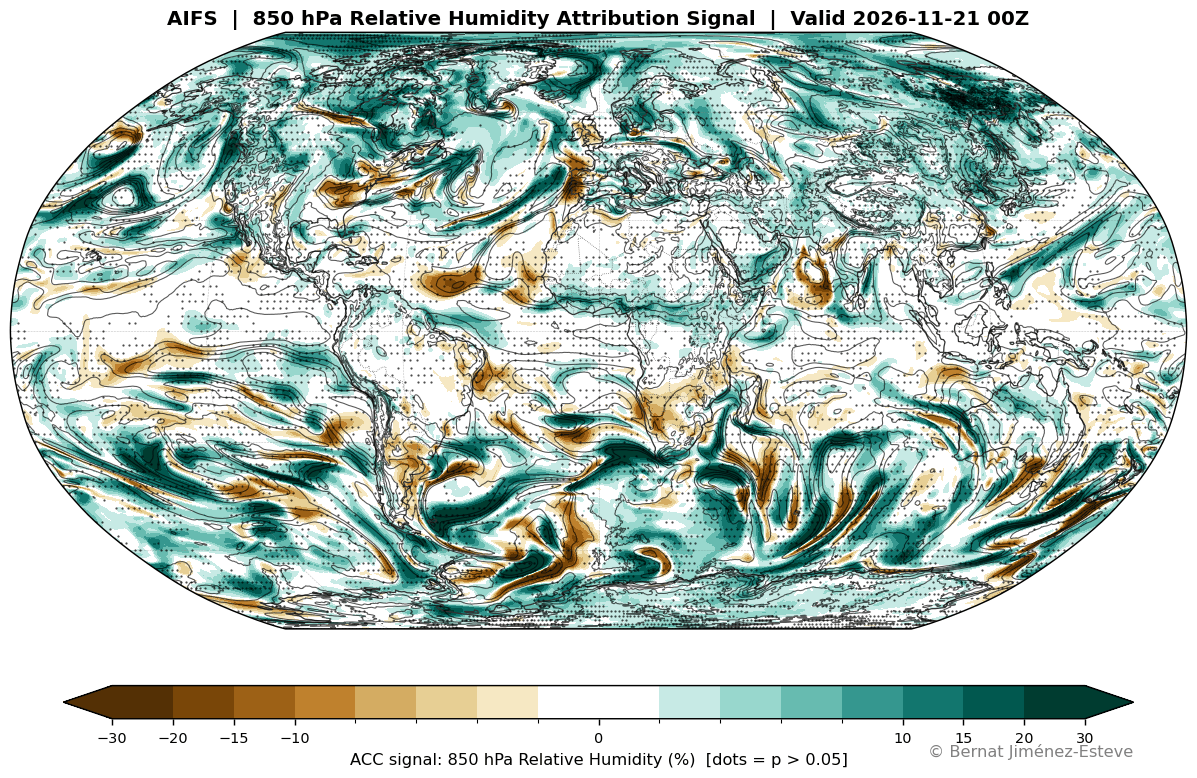 AIFS  |  850 hPa Relative Humidity Attribution Signal  |  Valid 2026-11-21 00Z
−30 −20 −15 −10 0 10 15 20 30
ACC signal: 850 hPa Relative Humidity (%)  [dots = p > 0.05]
© Bernat Jiménez-Esteve